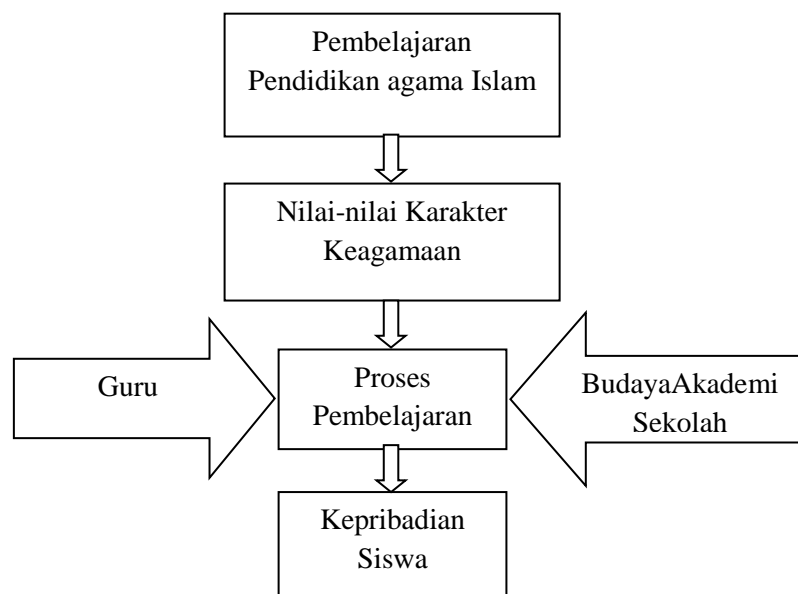 Pembelajaran
Pendidikan agama Islam
Nilai-nilai Karakter
Keagamaan
Guru
Proses
Pembelajaran
BudayaAkademi
Sekolah
Kepribadian
Siswa